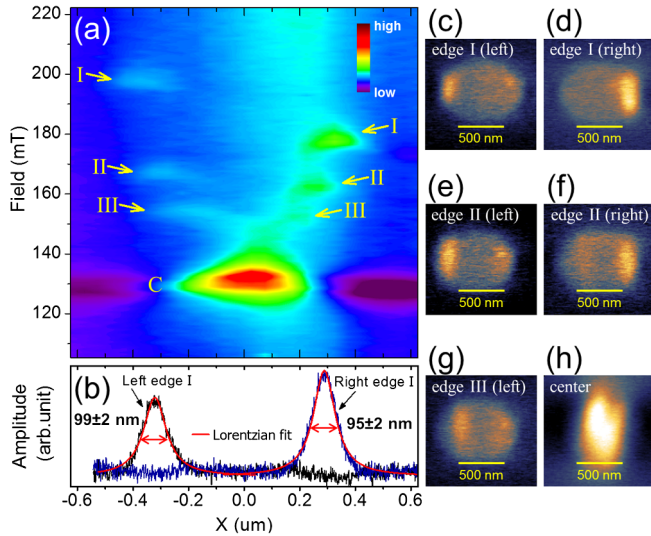 (a)
high
low
220
200
180
160
140
120
Field (mT)
I
II
III
C
I
II
III
(b)
Left edge I
99±2 nm
Lorentzian fit
Right edge I
95±2 nm
Amplitude
(arb.unit)
-0.6 -0.4 -0.2 0.0 0.2 0.4 0.6
X (um)
(c)
edge I (left)
500 nm
(d)
edge I (right)
500 nm
(e)
edge II (left)
500 nm
(f)
edge II (right)
500 nm
(g)
edge III (left)
500 nm
(h)
center
500 nm